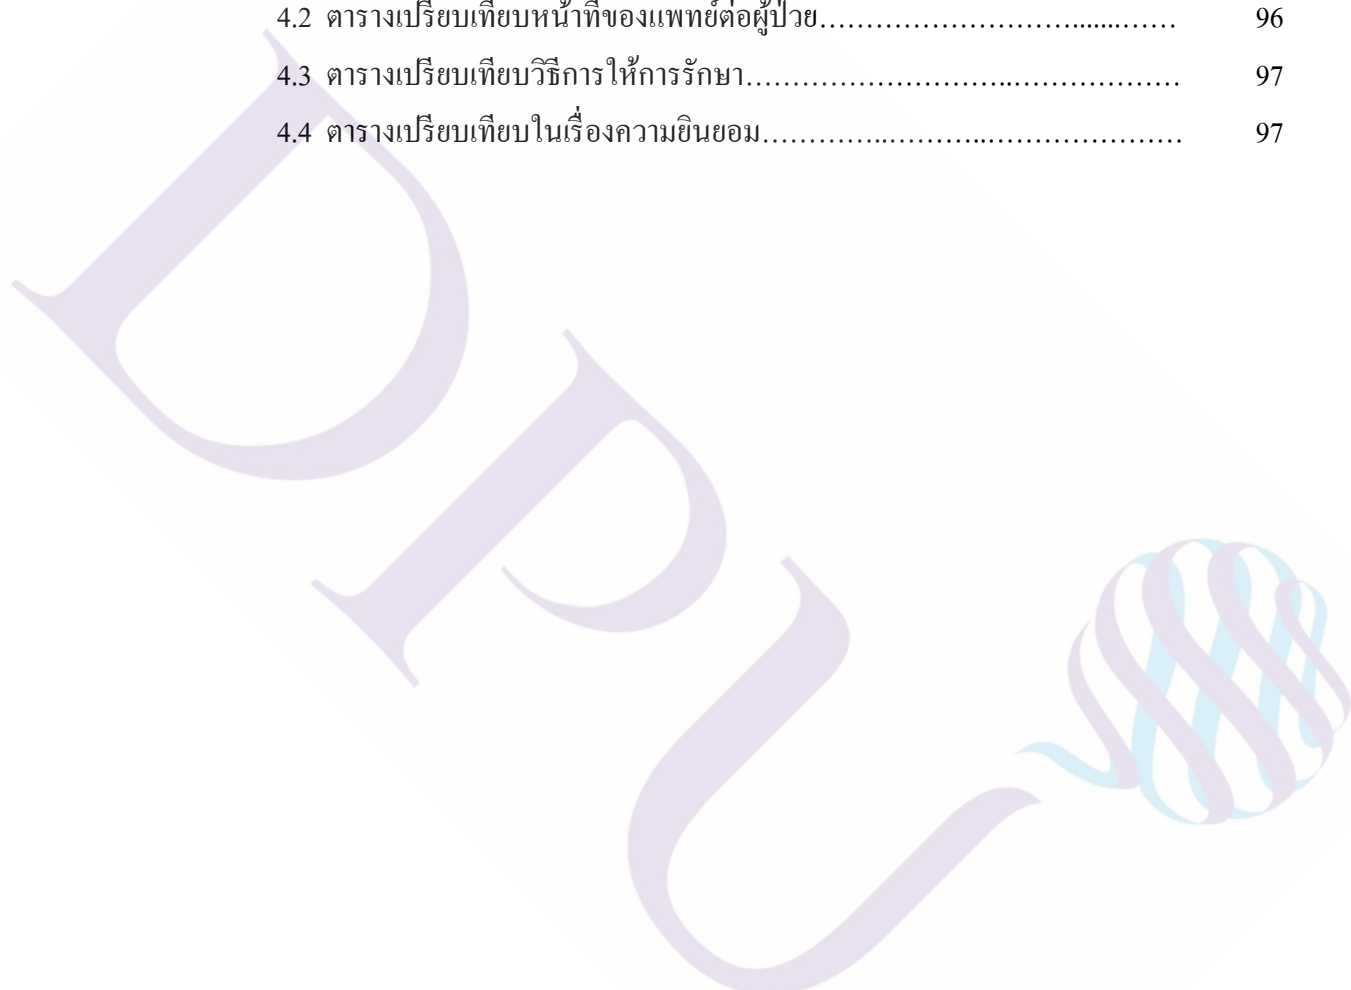 4.2 ตารางเปรียบเทียบหน้าที่ของแพทย์ต่อผู้ป่วย……………………….......…… 96
4.3 ตารางเปรียบเทียบวิธีการให้การรักษา……………………….……………… 97
4.4 ตารางเปรียบเทียบในเรื่องความยินยอม…………..………..………………… 97
DPU